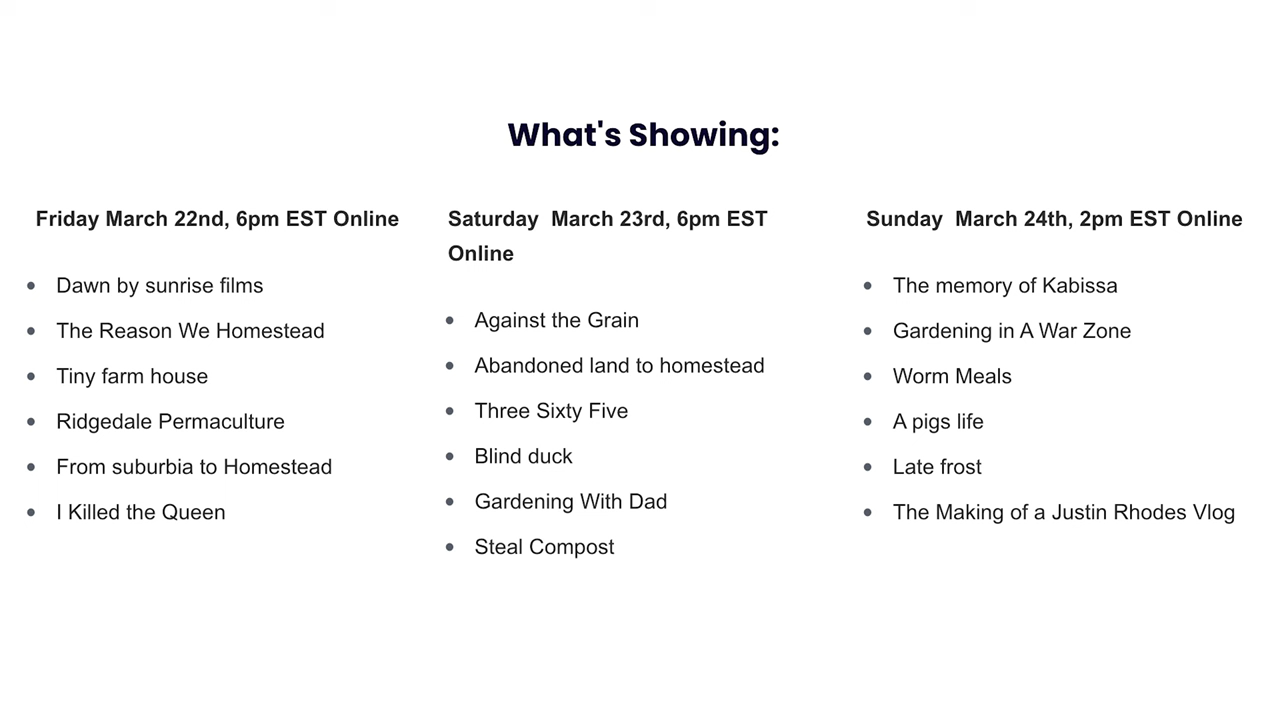 What's Showing:
Friday March 22nd, 6pm EST Online
Dawn by sunrise films
The Reason We Homestead
Tiny farm house
Ridgedale Permaculture
From suburbia to Homestead
I Killed the Queen
Saturday  March 23rd, 6pm EST
Online
Against the Grain
Abandoned land to homestead
Three Sixty Five
Blind duck
Gardening With Dad
Steal Compost
Sunday  March 24th, 2pm EST Online
The memory of Kabissa
Gardening in A War Zone
Worm Meals
A pigs life
Late frost
The Making of a Justin Rhodes Vlog